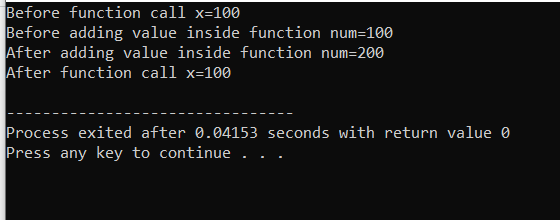 Before function call x=100
Before adding value inside function num=100
After adding value inside function num=200
After function call x=100
--------------------------------
Process exited after 0.04153 seconds with return value 0
Press any key to continue . . .